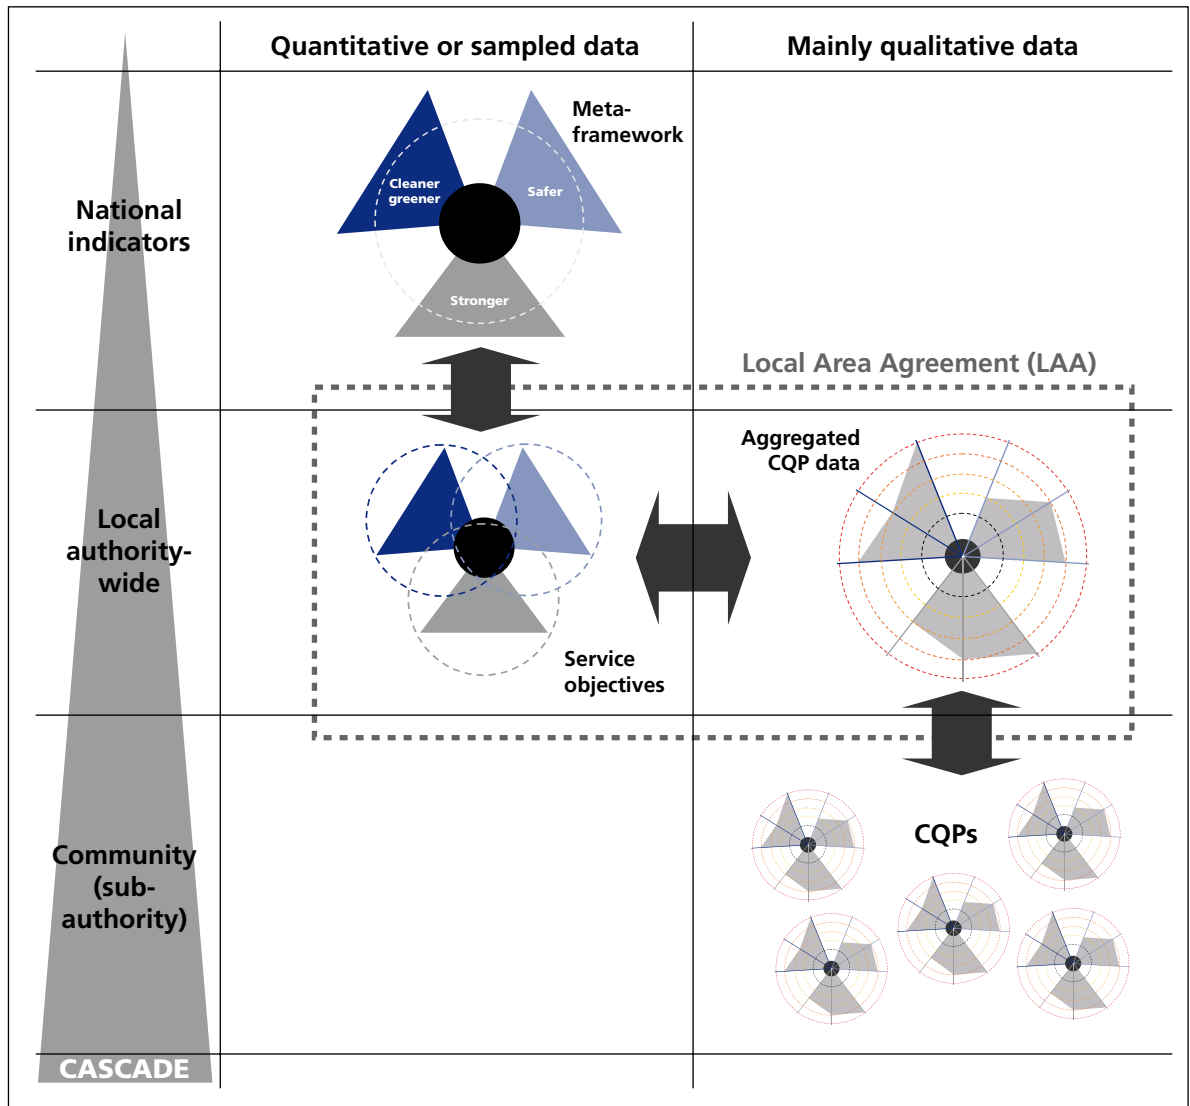 Quantitative or sampled data
Mainly qualitative data
National
indicators
Meta-
framework
Cleaner
greener
Safer
Stronger
Local Area Agreement (LAA)
Local
authority-
wide
Aggregated
CQP data
Service
objectives
Community
(sub-
authority)
CQPs
CASCADE